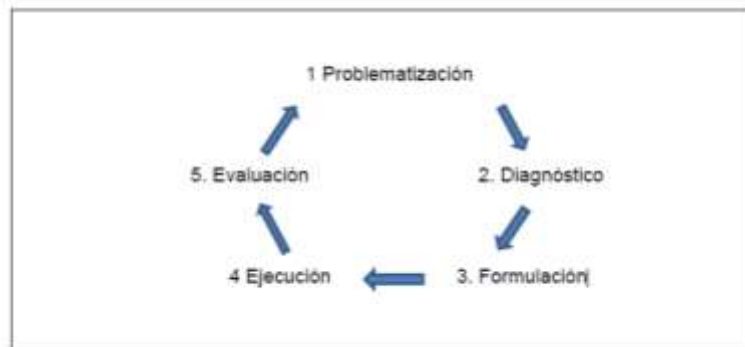 1 Problematización
5. Evaluación
2. Diagnóstico
4 Ejecución
3. Formulación